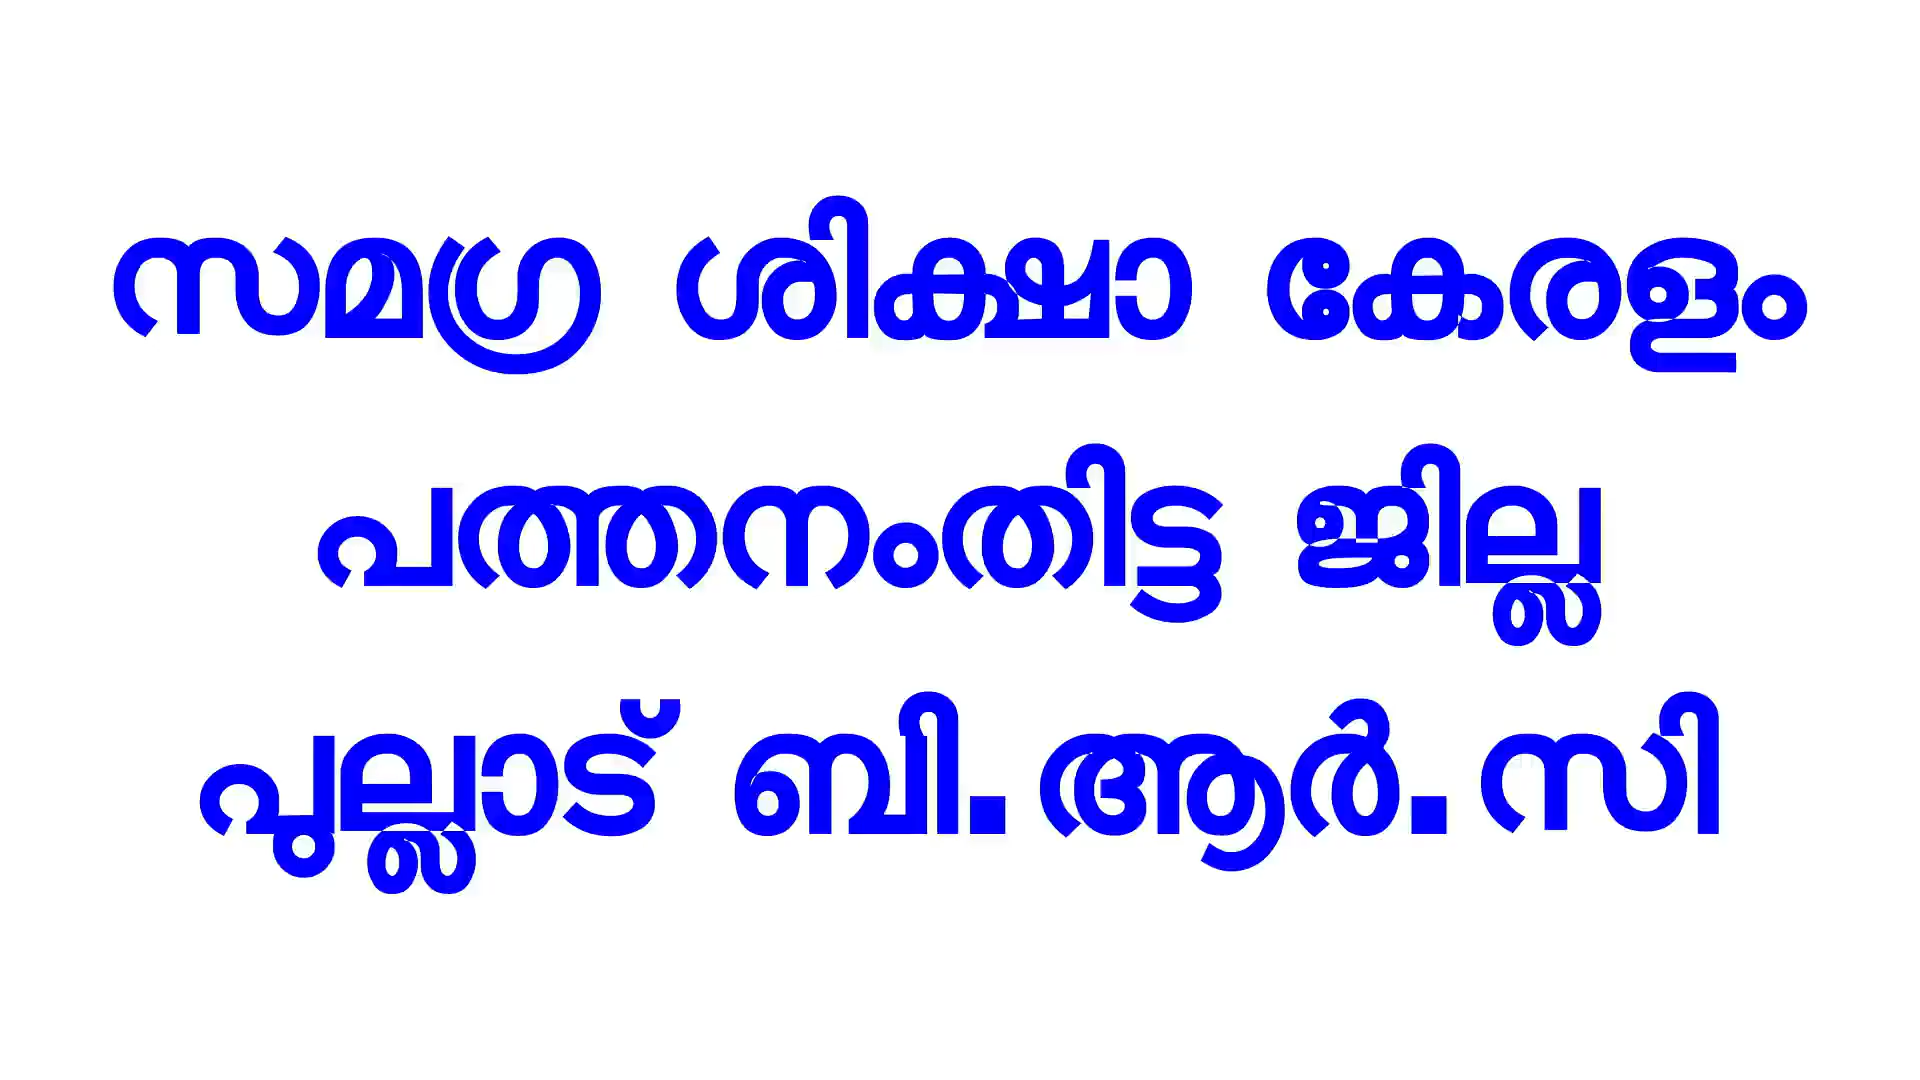 സമഗ്ര ശിക്ഷാ കേരളം
പത്തനംതിട്ട ജില്ല
പുല്ലാട് ബി.ആർ.സി